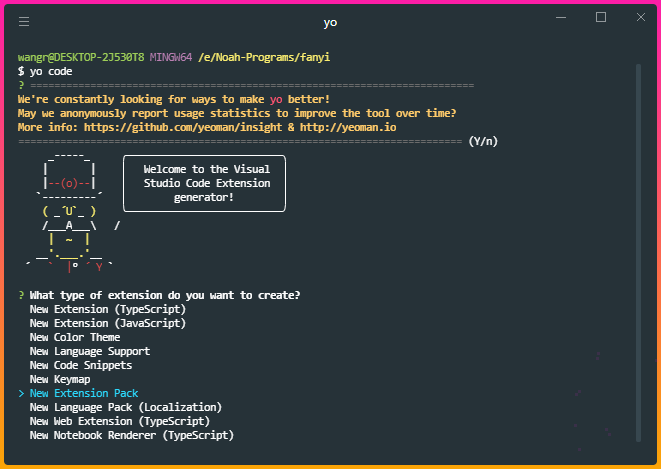 yo
wangr@DESKTOP-2J530T8 MINGW64 /e/Noah-Programs/fanyi
$ yo code
? ==========================================================================
We're constantly looking for ways to make yo better!
May we anonymously report usage statistics to improve the tool over time?
More info: https://github.com/yeoman/insight & http://yeoman.io
========================================================================== (Y/n)
Welcome to the Visual
Studio Code Extension
generator!
? What type of extension do you want to create?
New Extension (TypeScript)
New Extension (JavaScript)
New Color Theme
New Language Support
New Code Snippets
New Keymap
> New Extension Pack
New Language Pack (Localization)
New Web Extension (TypeScript)
New Notebook Renderer (TypeScript)